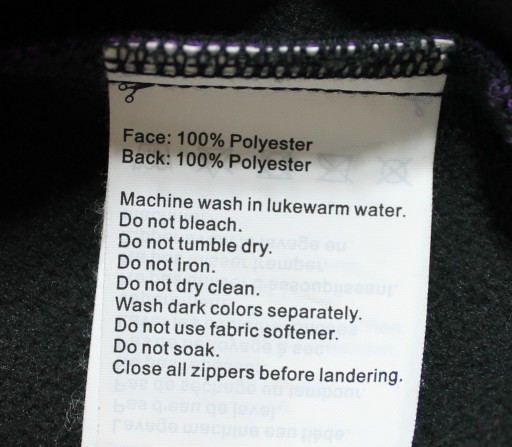 Face: 100% Polyester
Back: 100% Polyester
Machine wash in lukewarm water.
Do not bleach.
Do not tumble dry.
Do not iron.
Do not dry clean.
Wash dark colors separately.
Do not use fabric softener.
Do not soak.
Close all zippers before landering.